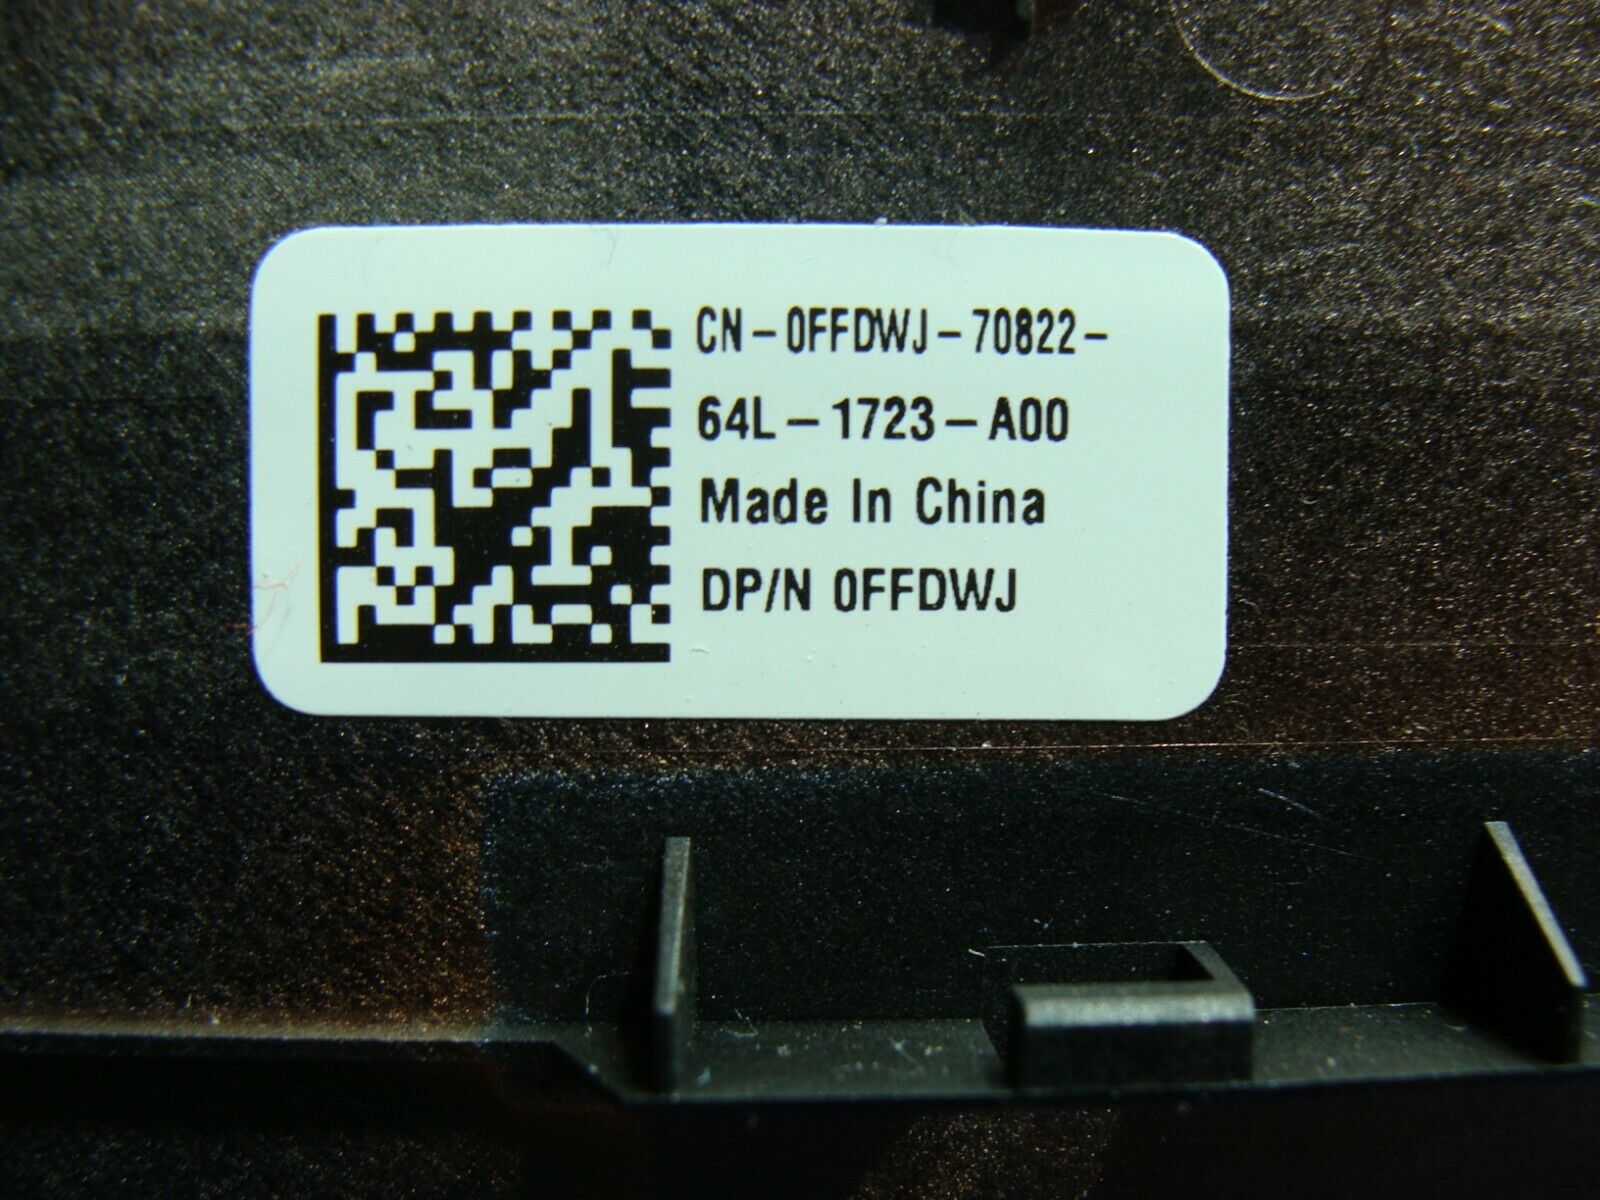 CN-0FFDWJ-70822-
64L-1723-A00
Made In China
DP/N 0FFDWJ